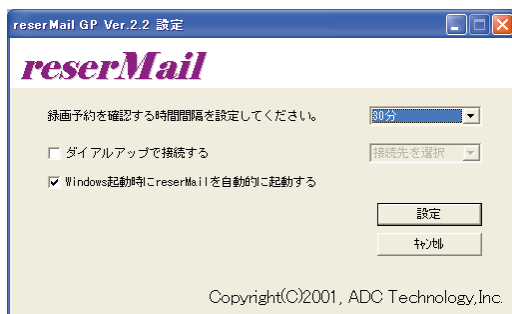 reserMail GP Ver.2.2 設定
reserMail
録画予約を確認する時間間隔を設定してください。 30分
ダイアルアップで接続する 接続先を選択
Windows起動時にreserMailを自動的に起動する
設定
ｷｬﾝｾﾙ
Copyright(C)2001, ADC Technology,Inc.